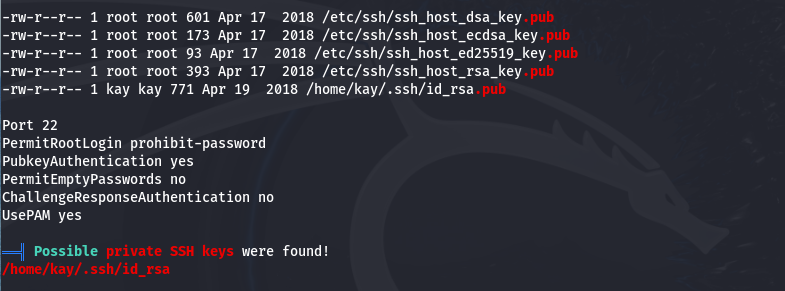 -rw-r--r-- 1 root root 601 Apr 17  2018 /etc/ssh/ssh_host_dsa_key.pub
-rw-r--r-- 1 root root 173 Apr 17  2018 /etc/ssh/ssh_host_ecdsa_key.pub
-rw-r--r-- 1 root root 93 Apr 17  2018 /etc/ssh/ssh_host_ed25519_key.pub
-rw-r--r-- 1 root root 393 Apr 17  2018 /etc/ssh/ssh_host_rsa_key.pub
-rw-r--r-- 1 kay kay 771 Apr 19  2018 /home/kay/.ssh/id_rsa.pub
Port 22
PermitRootLogin prohibit-password
PubkeyAuthentication yes
PermitEmptyPasswords no
ChallengeResponseAuthentication no
UsePAM yes
══╣ Possible private SSH keys were found!
/home/kay/.ssh/id_rsa